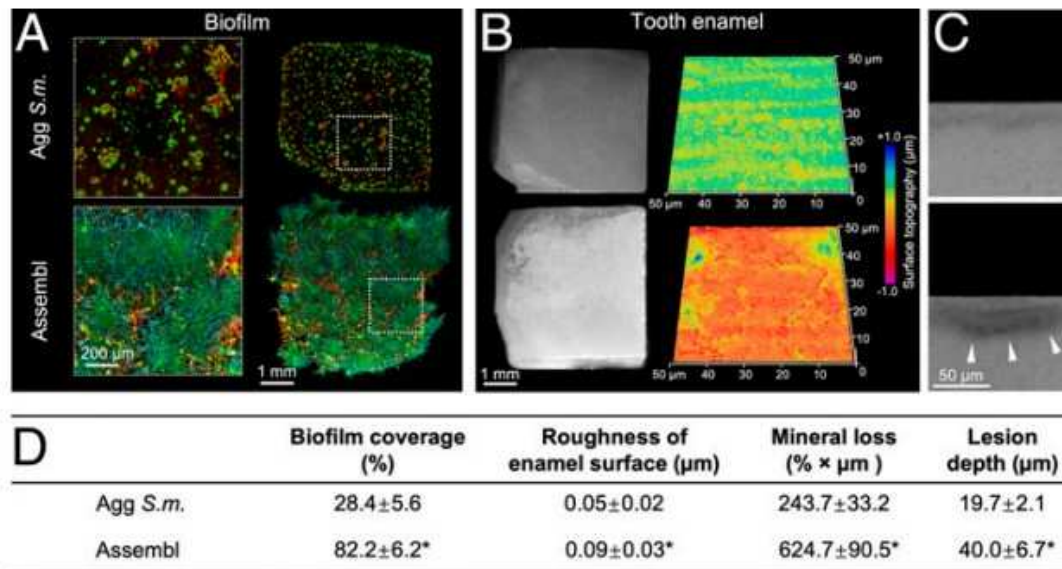 A
Biofilm
Agg S.m.
Assembl
200 µm
1 mm
B
Tooth enamel
50 µm
40
30
20
10
0
50 µm
40
30
20
10
50 µm
40
30
20
10
0
50 µm
40
30
20
10
1 mm
+1.0
Surface topography (µm)
-1.0
C
50 µm
D
Biofilm coverage (%)
Roughness of enamel surface (µm)
Mineral loss (% × µm )
Lesion depth (µm)
Agg S.m. 28.4±5.6 0.05±0.02 243.7±33.2 19.7±2.1
Assembl 82.2±6.2* 0.09±0.03* 624.7±90.5* 40.0±6.7*